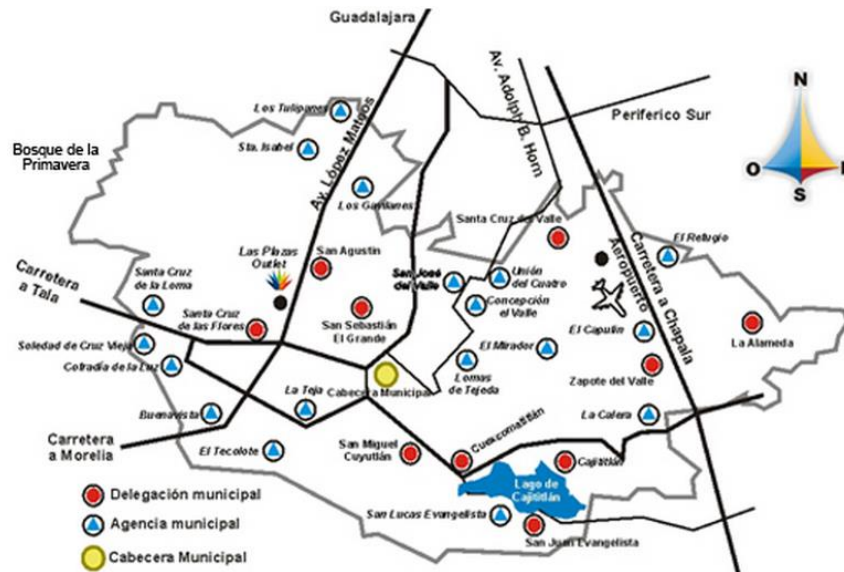 Guadalajara
Av. Adolph B. Horn
Periferico Sur
N
O
S
Los Tulipanes
Sta. Isabel
Bosque de la
Primavera
Av. López Mateos
Los Gavilanes
Santa Cruz del Valle
Carretera a Chapala
Aeropuerto
El Refugio
Las Plazas
Outlet
San Agustin
San José
del Valle
Unión
del Cuatro
Carretera
a Tala
Santa Cruz
de la Loma
Concepción
el Valle
Santa Cruz
de las Flores
San Sebastián
El Grande
El Capulin
La Alameda
Soledad de Cruz Vieja
Cofradía de la Luz
El Mirador
Lomas
de Tejeda
Zapote del Valle
La Teja
Cabecera Municipal
Buenavista
La Calera
Carretera
a Morelia
El Tecolote
San Miguel
Cuyutlán
Cuexcomatitlán
Cajititlán
Lago de
Cajititlán
San Lucas Evangelista
San Juan Evangelista
Delegación municipal
Agencia municipal
Cabecera Municipal